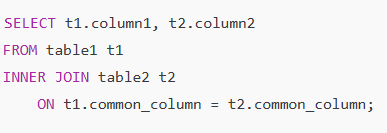 SELECT t1.column1, t2.column2
FROM table1 t1
INNER JOIN table2 t2
    ON t1.common_column = t2.common_column;